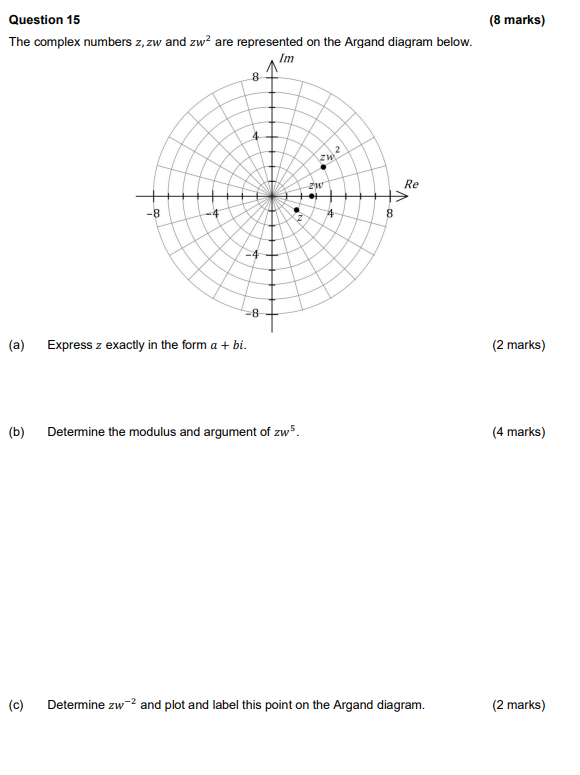 Question 15 (8 marks)
The complex numbers z, zw and zw² are represented on the Argand diagram below.
Im
8
4
zw²
zw
Re
-8
-4
z
4
8
-4
-8
(a) Express z exactly in the form a + bi. (2 marks)
(b) Determine the modulus and argument of zw⁵. (4 marks)
(c) Determine zw⁻² and plot and label this point on the Argand diagram. (2 marks)